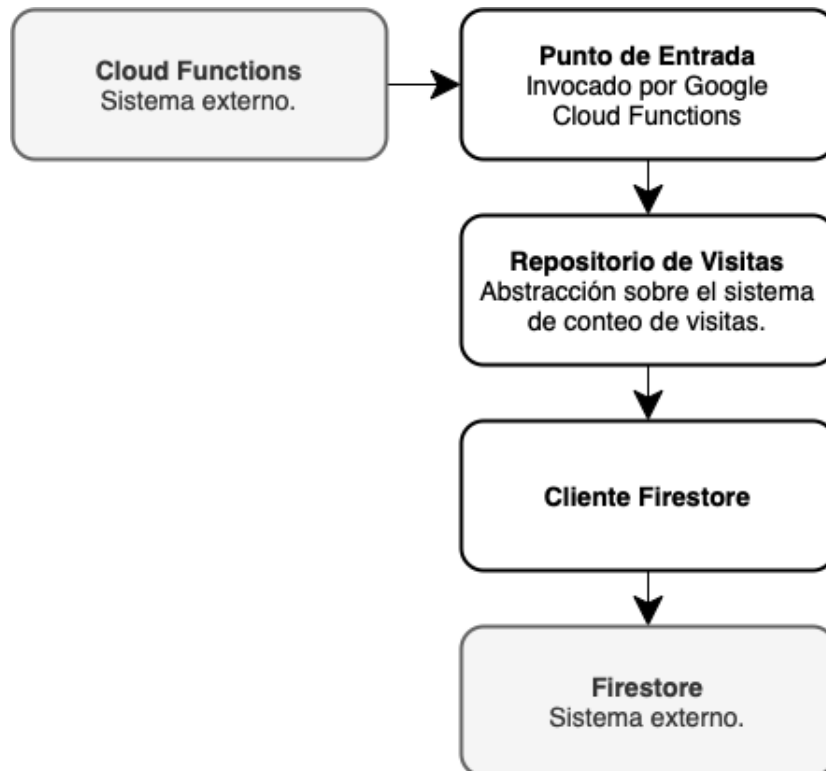 Cloud Functions
Sistema externo.
Punto de Entrada
Invocado por Google
Cloud Functions
Repositorio de Visitas
Abstracción sobre el sistema
de conteo de visitas.
Cliente Firestore
Firestore
Sistema externo.